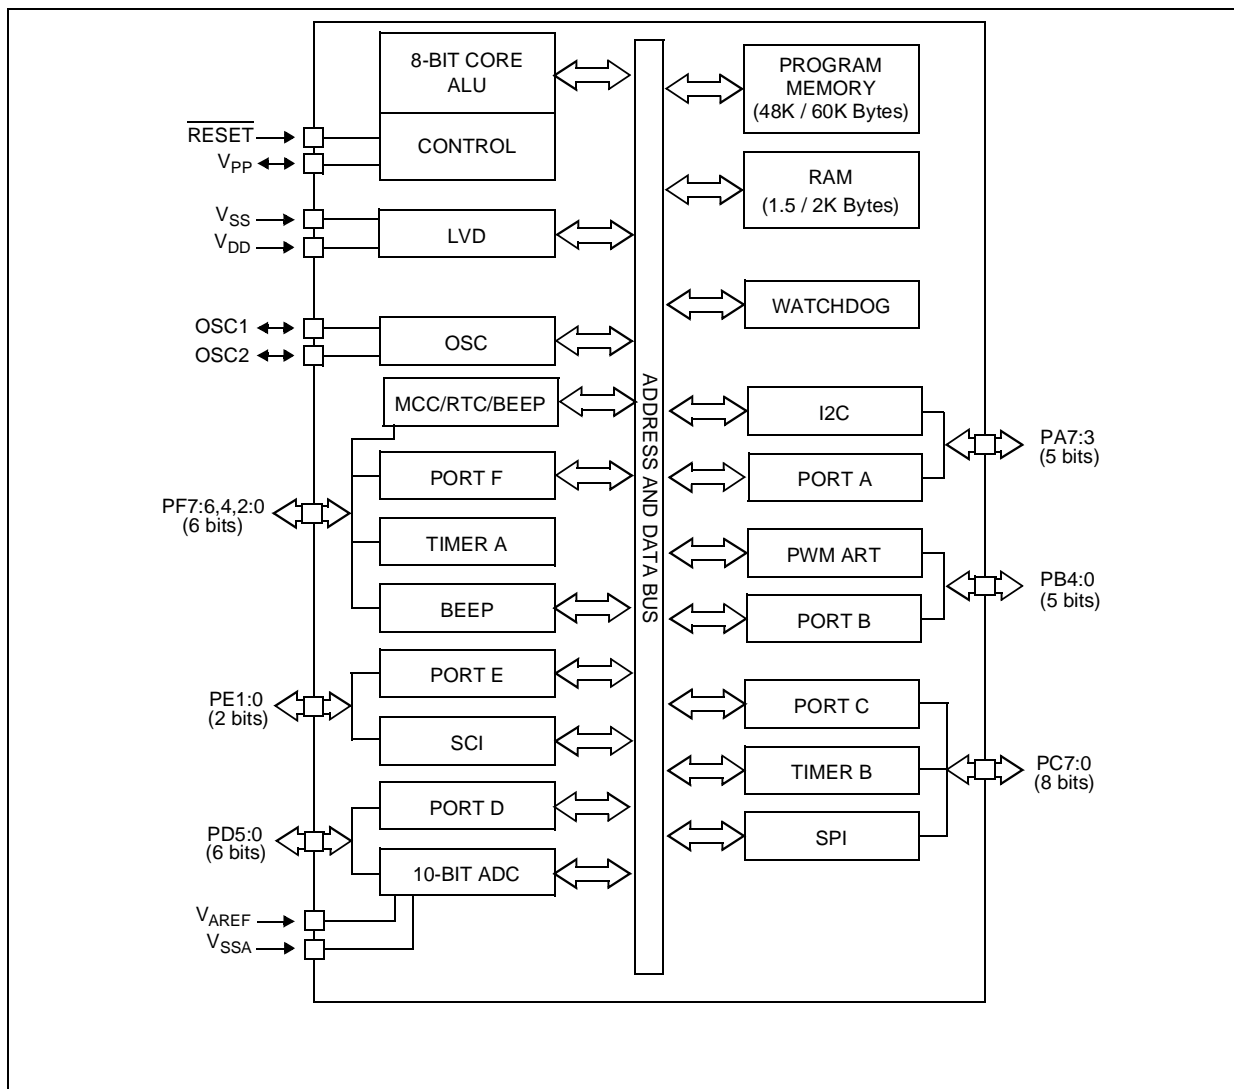 8-BIT CORE
ALU
CONTROL
RESET
VPP
VSS
VDD
LVD
OSC1
OSC2
OSC
MCC/RTC/BEEP
PORT F
PF7:6,4,2:0
(6 bits)
TIMER A
BEEP
PORT E
PE1:0
(2 bits)
SCI
PORT D
PD5:0
(6 bits)
10-BIT ADC
VAREF
VSSA
ADDRESS AND DATA BUS
PROGRAM
MEMORY
(48K / 60K Bytes)
RAM
(1.5 / 2K Bytes)
WATCHDOG
I2C
PA7:3
(5 bits)
PORT A
PWM ART
PB4:0
(5 bits)
PORT B
PORT C
TIMER B
PC7:0
(8 bits)
SPI